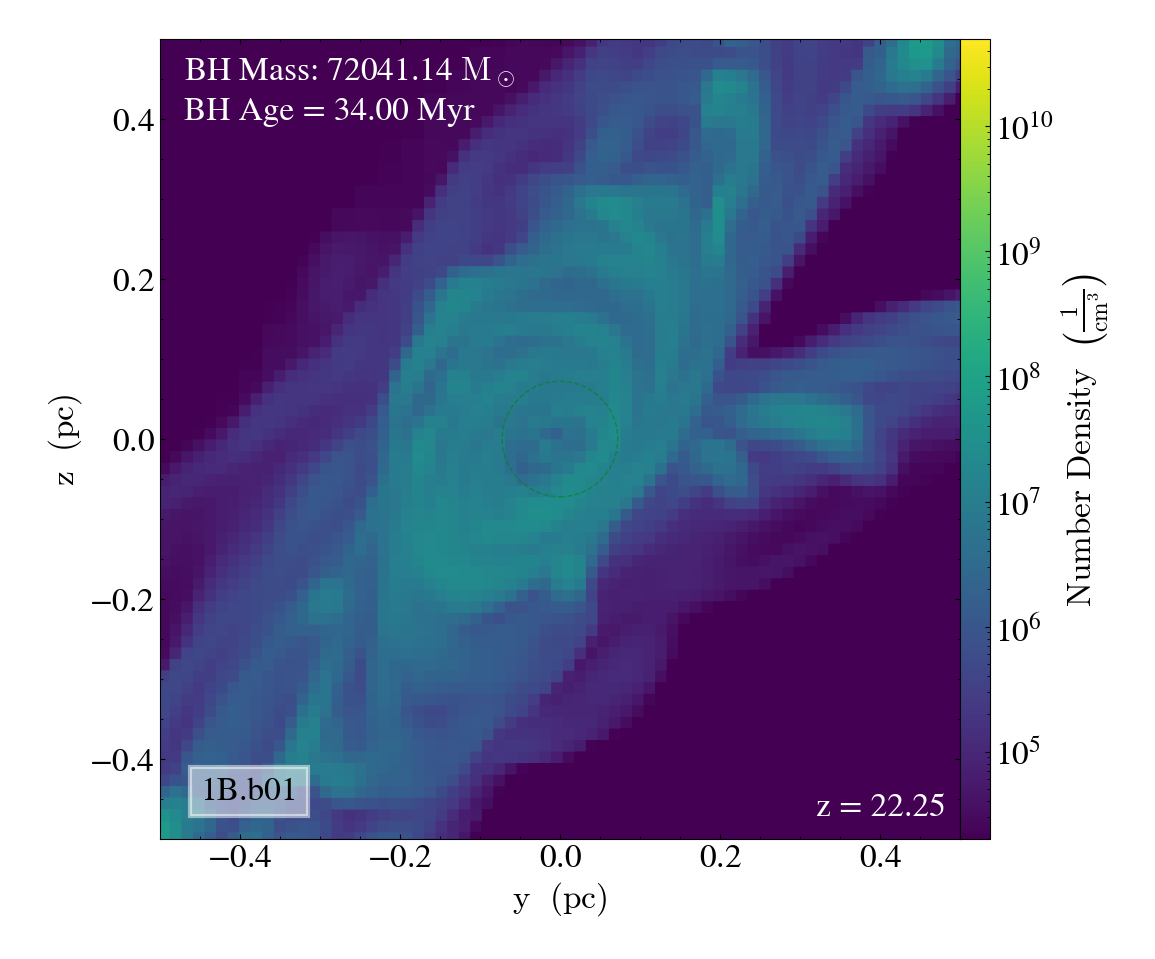 BH Mass: 72041.14 M☉
BH Age = 34.00 Myr
0.4
0.2
0.0
−0.2
−0.4
z (pc)
1B.b01
z = 22.25
−0.4 −0.2 0.0 0.2 0.4
y (pc)
10^10
10^9
10^8
10^7
10^6
10^5
Number Density (1/cm^3)